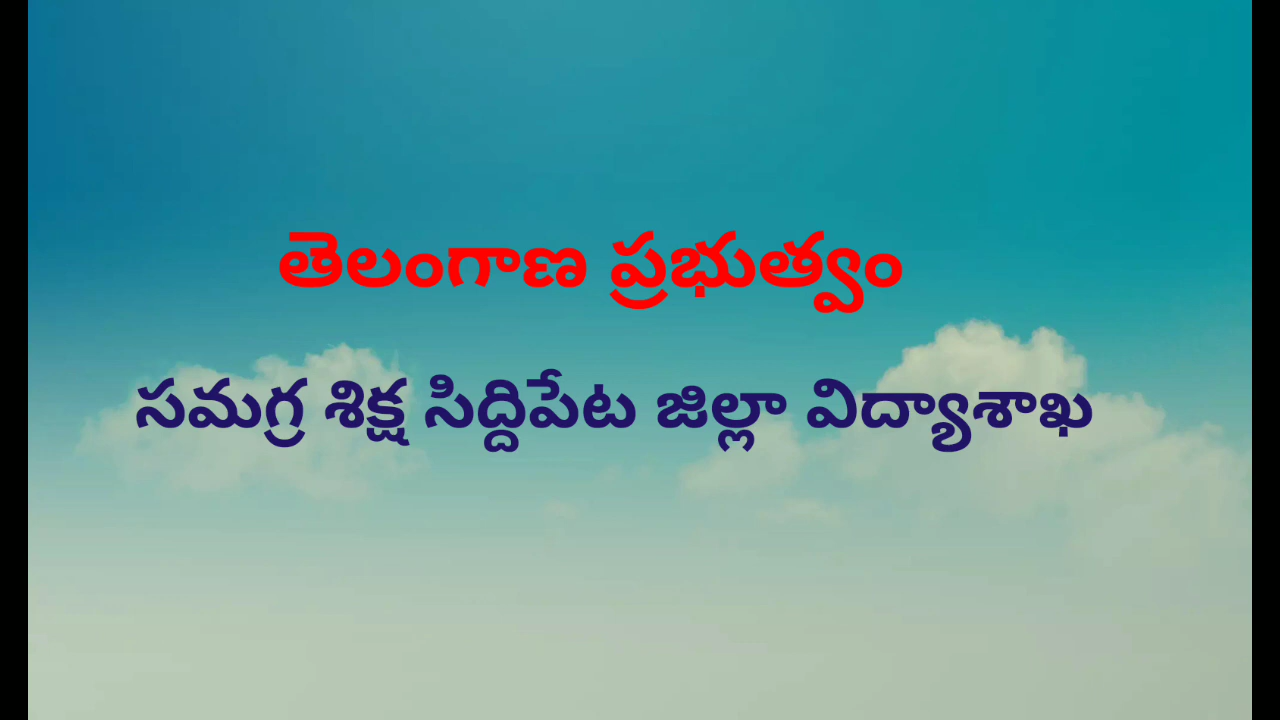 తెలంగాణ ప్రభుత్వం
సమగ్ర శిక్ష సిద్దిపేట జిల్లా విద్యాశాఖ